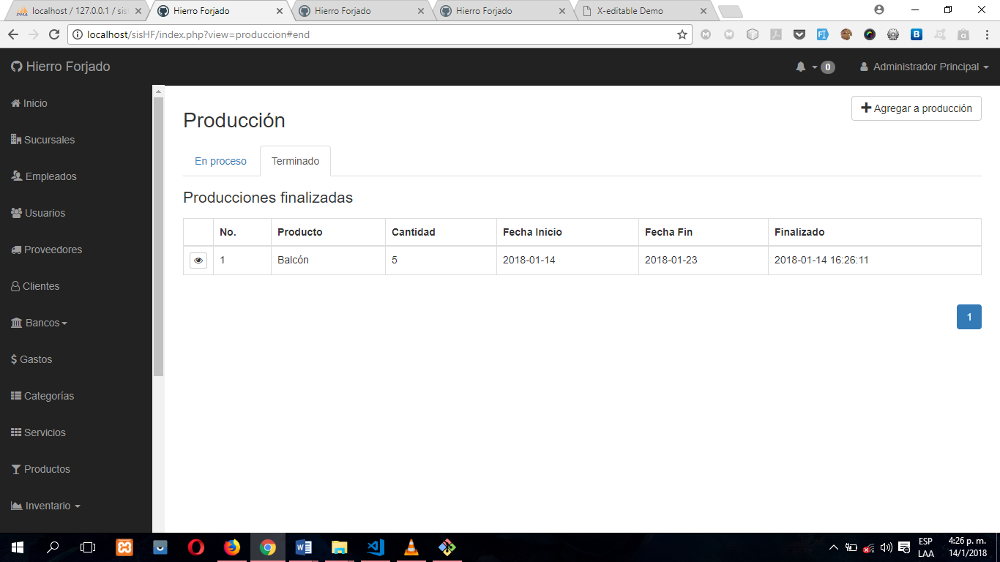 localhost / 127.0.0.1 / sis
Hierro Forjado
Hierro Forjado
Hierro Forjado
X-editable Demo
localhost/sisHF/index.php?view=produccion#end
Hierro Forjado
0
Administrador Principal
Inicio
Sucursales
Empleados
Usuarios
Proveedores
Clientes
Bancos
Gastos
Categorías
Servicios
Productos
Inventario
Agregar a producción
Producción
En proceso
Terminado
Producciones finalizadas
No. Producto Cantidad Fecha Inicio Fecha Fin Finalizado
1 Balcón 5 2018-01-14 2018-01-23 2018-01-14 16:26:11
1
ESP
LAA
4:26 p. m.
14/1/2018